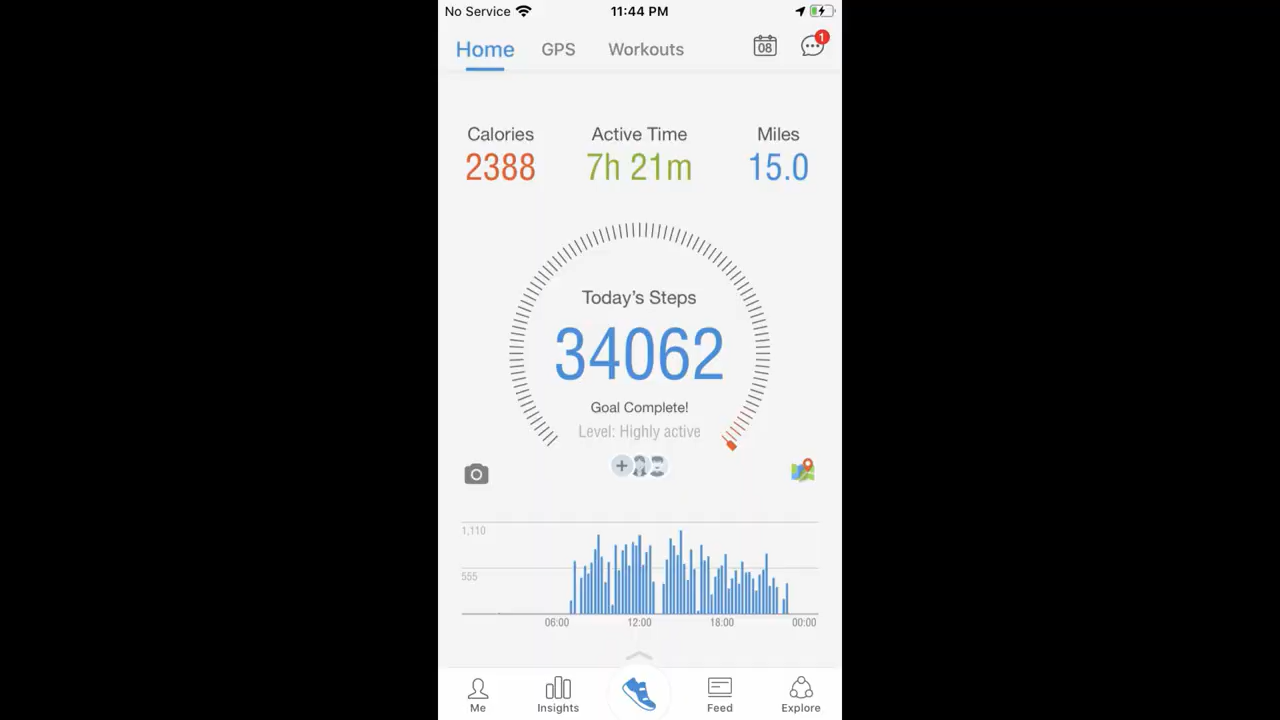 No Service 11:44 PM
Home GPS Workouts 08 1
Calories Active Time Miles
2388 7h 21m 15.0
Today's Steps
34062
Goal Complete!
Level: Highly active
1,110
555
06:00 12:00 18:00 00:00
Me Insights Feed Explore